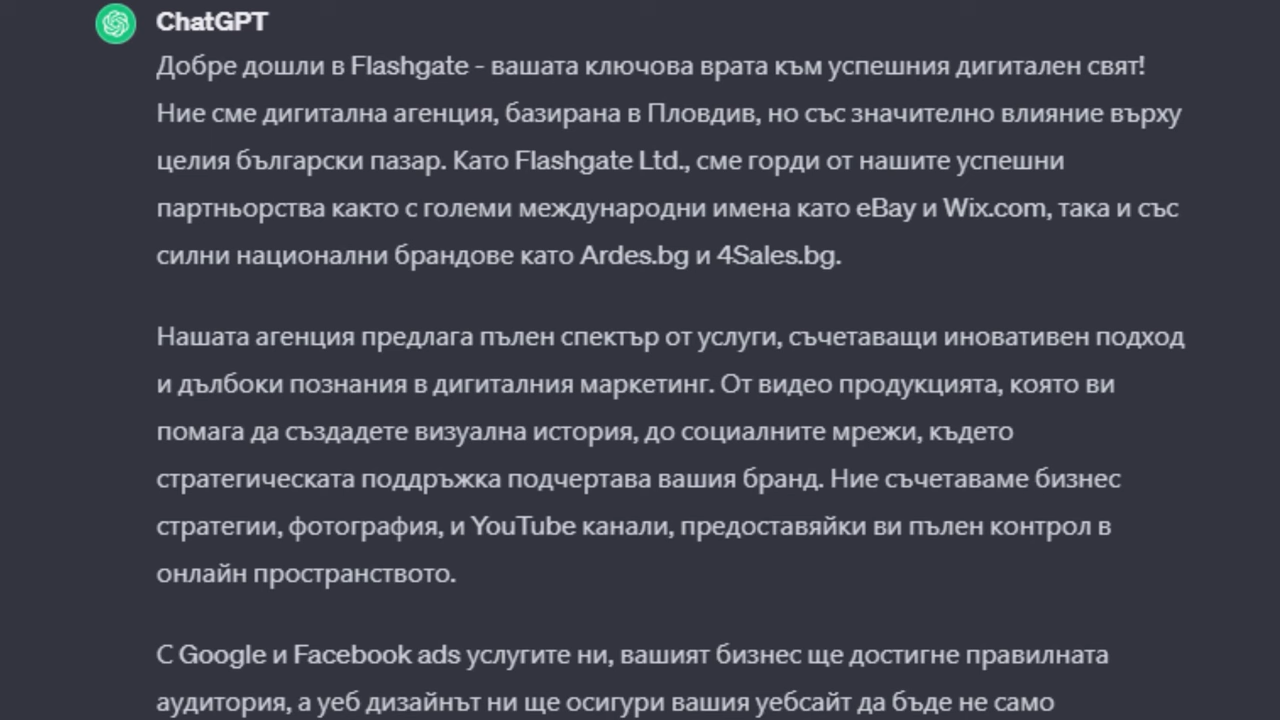 ChatGPT
Добре дошли в Flashgate - вашата ключова врата към успешния дигитален свят!
Ние сме дигитална агенция, базирана в Пловдив, но със значително влияние върху
целия български пазар. Като Flashgate Ltd., сме горди от нашите успешни
партньорства както с големи международни имена като eBay и Wix.com, така и със
силни национални брандове като Ardes.bg и 4Sales.bg.
Нашата агенция предлага пълен спектър от услуги, съчетаващи иновативен подход
и дълбоки познания в дигиталния маркетинг. От видео продукцията, която ви
помага да създадете визуална история, до социалните мрежи, където
стратегическата поддръжка подчертава вашия бранд. Ние съчетаваме бизнес
стратегии, фотография, и YouTube канали, предоставяйки ви пълен контрол в
онлайн пространството.
С Google и Facebook ads услугите ни, вашият бизнес ще достигне правилната
аудитория, а уеб дизайнът ни ще осигури вашия уебсайт да бъде не само